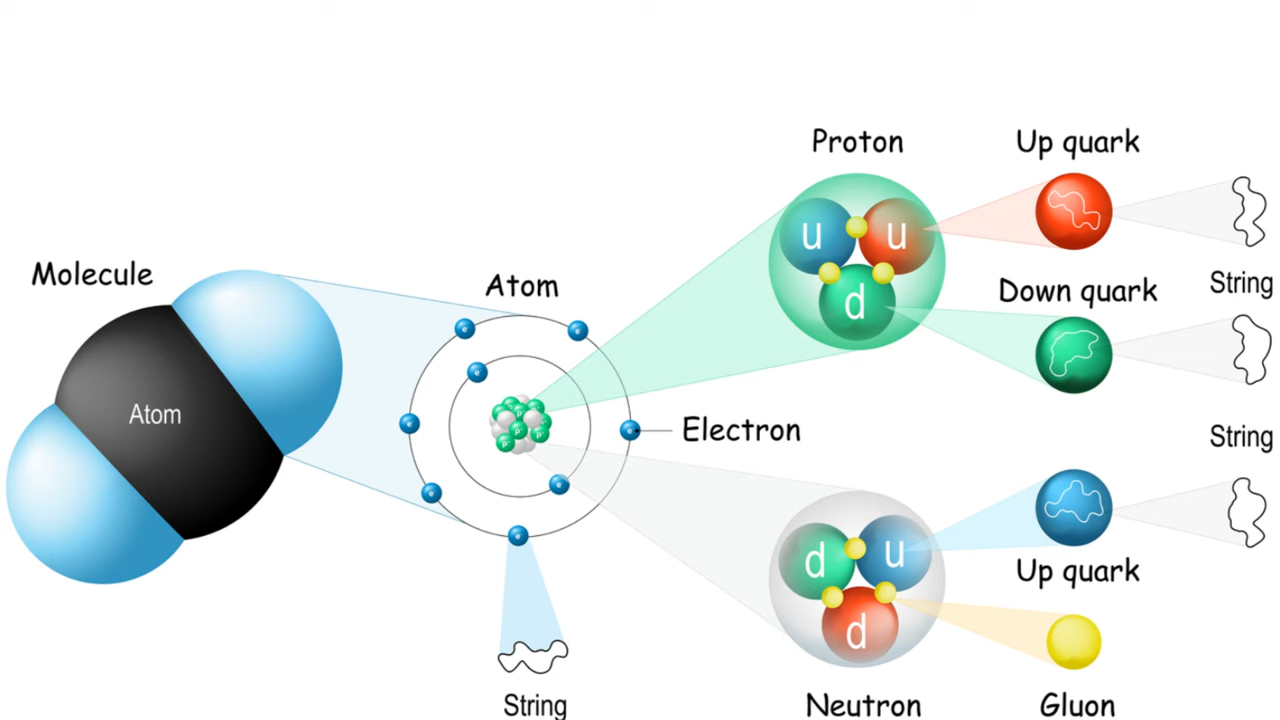 Proton
Up quark
u
u
d
String
Down quark
Molecule
Atom
Atom
e
e
e
e
e
e
e
e
Electron
String
d
u
d
Up quark
String
Neutron
Gluon